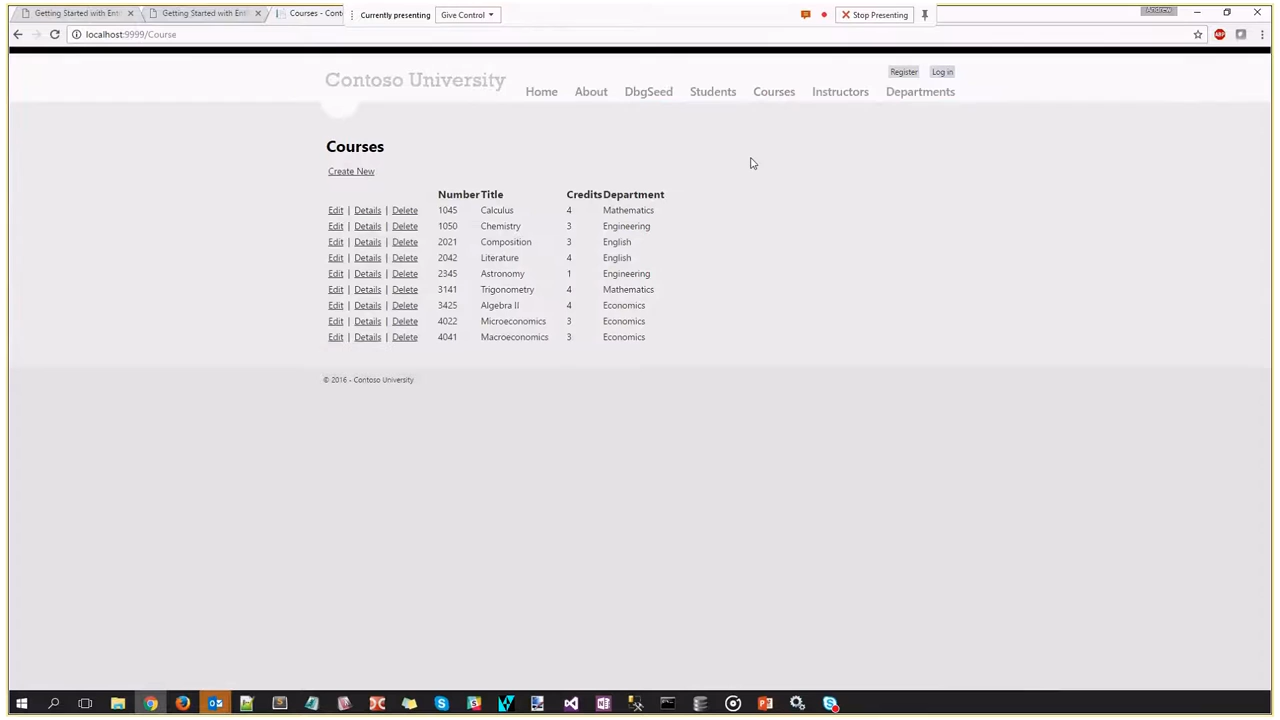 Getting Started with Ent
Getting Started with Enti
Courses - Cont
Currently presenting
Give Control
Stop Presenting
Andrew
localhost:9999/Course
ABP
Contoso University
Register
Log in
Home
About
DbgSeed
Students
Courses
Instructors
Departments
Courses
Create New
Number Title Credits Department
Edit | Details | Delete 1045 Calculus 4 Mathematics
Edit | Details | Delete 1050 Chemistry 3 Engineering
Edit | Details | Delete 2021 Composition 3 English
Edit | Details | Delete 2042 Literature 4 English
Edit | Details | Delete 2345 Astronomy 1 Engineering
Edit | Details | Delete 3141 Trigonometry 4 Mathematics
Edit | Details | Delete 3425 Algebra II 4 Economics
Edit | Details | Delete 4022 Microeconomics 3 Economics
Edit | Details | Delete 4041 Macroeconomics 3 Economics
© 2016 - Contoso University